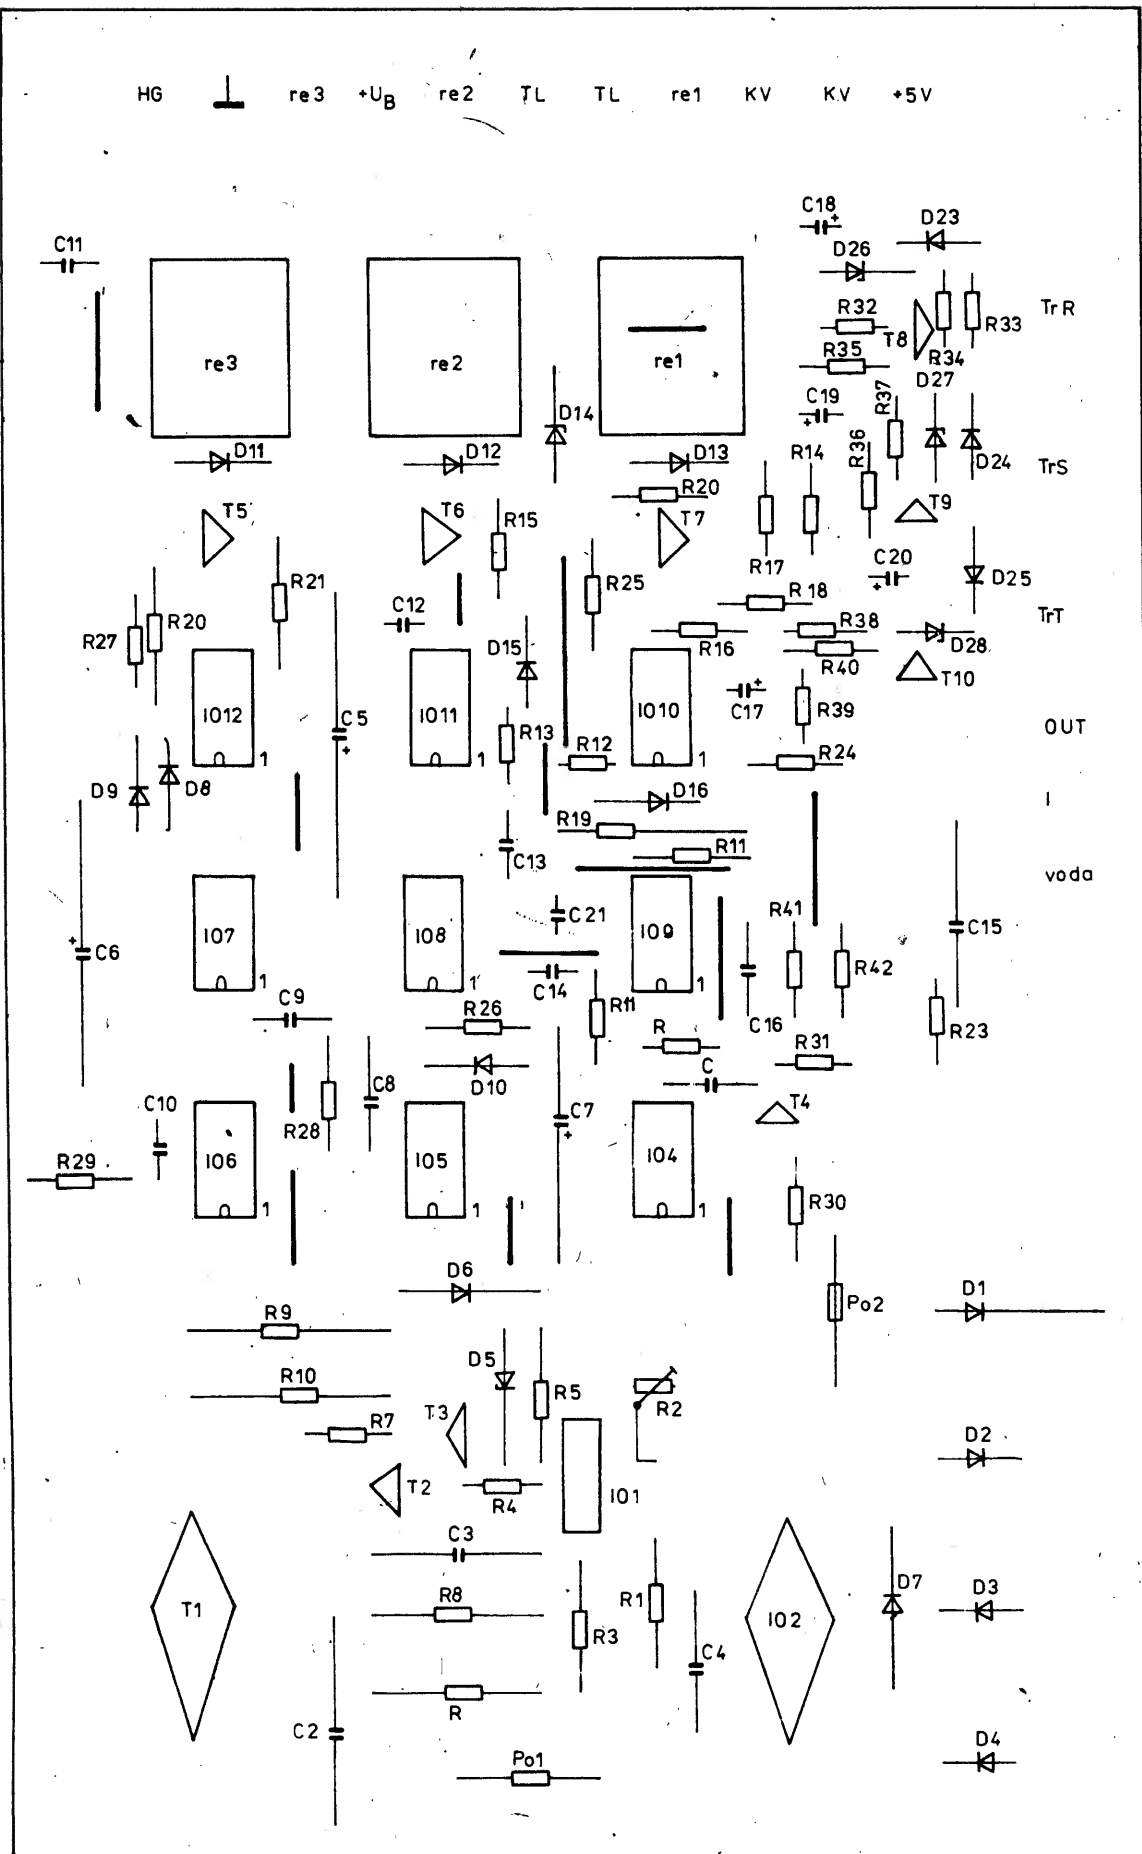 HG re3 +UB re2 TL TL re1 KV KV +5V
C18
D23
C11
D26
TrR
R32
R33
T8
re3 re2 re1
R35
R34
D27
C19
R37
D14
R36
D11 D12 D13 R14
D24
TrS
R20
T5 T6 R15 T7
T9
R17
C20
D25
R21
R25
R18
C12
R20
R27
R38
TrT
D15
R16
D28
R40
T10
C17
IO12 C5 IO11 IO10
R39
OUT
R13
R12
R24
1 1 1
D9 D8
D16
I
R19
C13
R11
voda
C21
R41
IO7 IO8 IO9
C15
C6
R42
1 1 1
C14
C9
R26
R11
C16
R
R31
R23
D10
C
C8
C10
C7
T4
R28
IO6 IO5 IO4
R29
R30
1 1 1
D6
D1
Po2
R9
D5
R10
R5
R2
T3
R7
D2
T2
R4
IO1
C3
D7
D3
R8
R1
T1
IO2
R3
C4
R
C2
D4
Po1